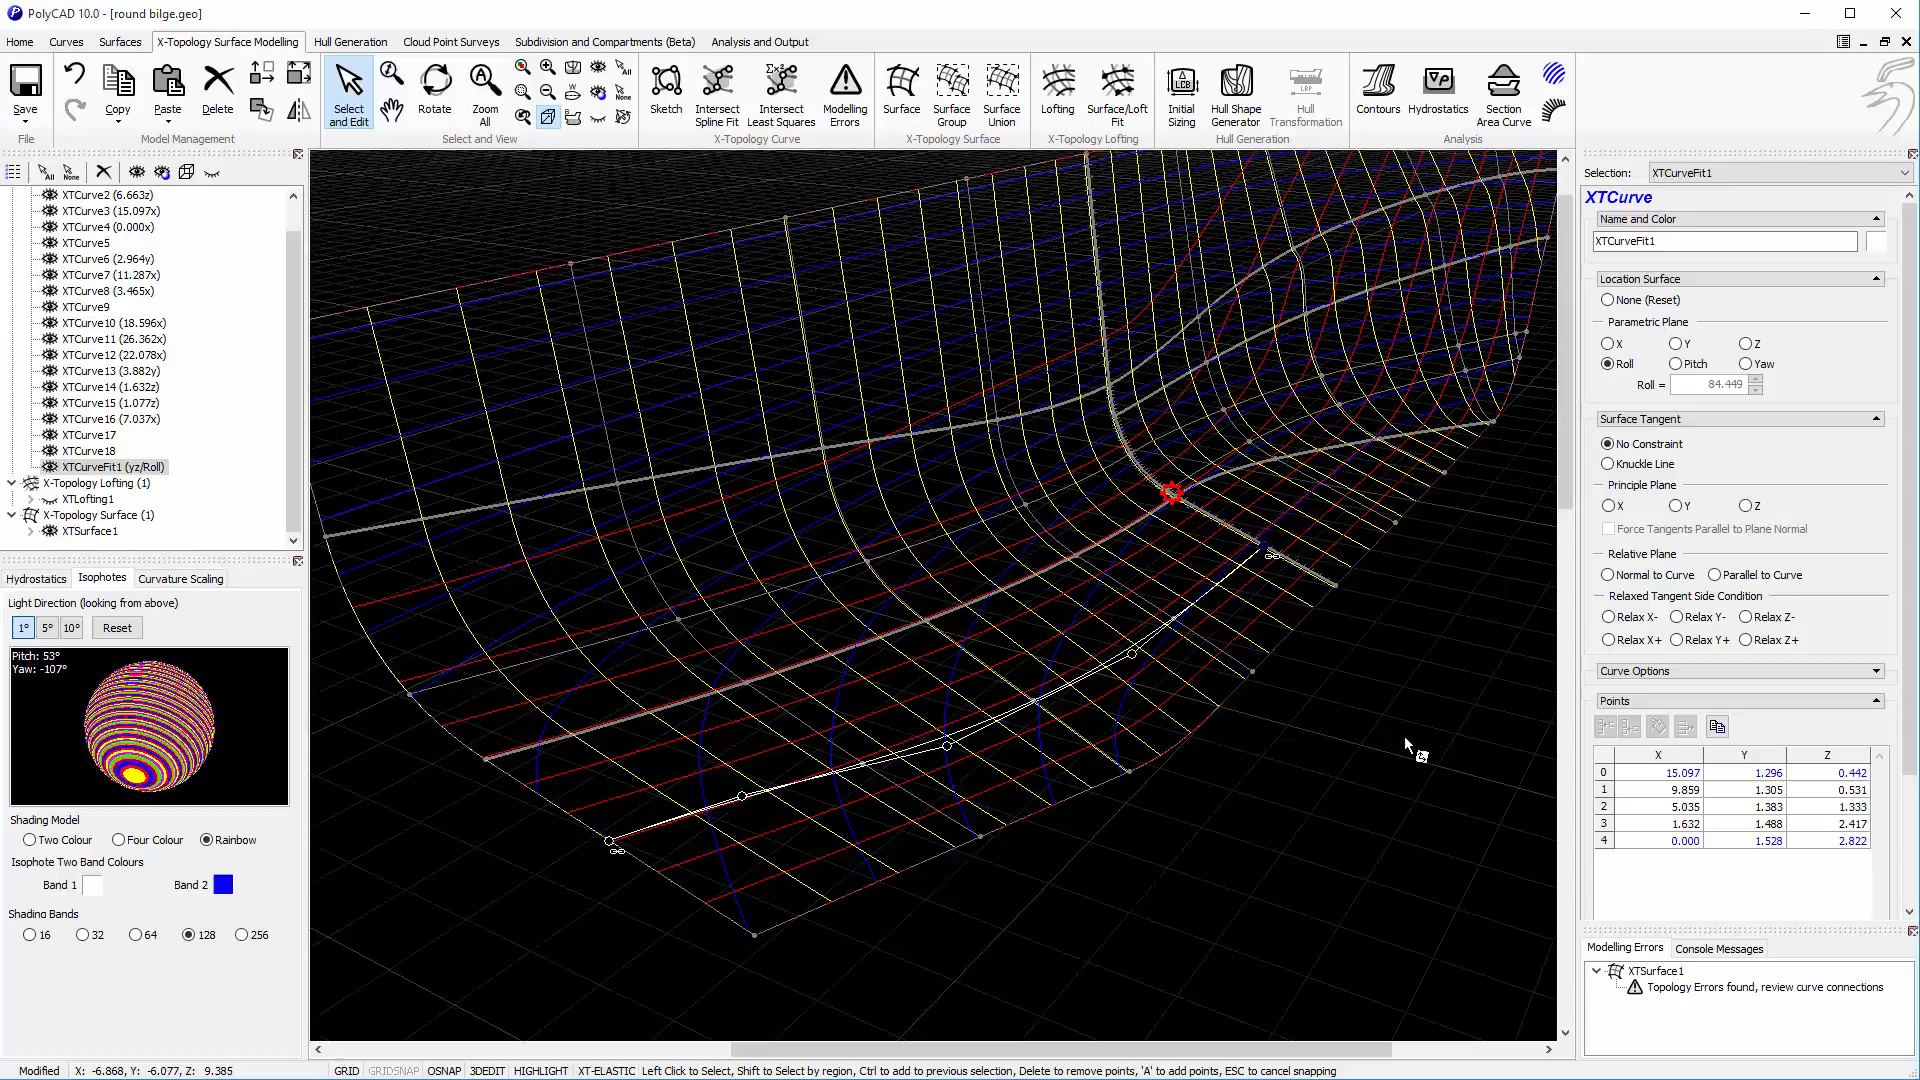 PolyCAD 10.0 - [round bilge.geo]
Home Curves Surfaces X-Topology Surface Modelling Hull Generation Cloud Point Surveys Subdivision and Compartments (Beta) Analysis and Output
Save
Copy Paste Delete
Select and Edit
Rotate
Zoom All
Sketch
Intersect Spline Fit
Intersect Least Squares
Modelling Errors
Surface
Surface Group
Surface Union
Lofting
Surface/Loft Fit
Initial Sizing
Hull Shape Generator
Hull Transformation
Contours
Hydrostatics
Section Area Curve
File Model Management Select and View X-Topology Curve X-Topology Surface X-Topology Lofting Hull Generation Analysis
XTCurve2 (6.663z)
XTCurve3 (15.097x)
XTCurve4 (0.000x)
XTCurve5
XTCurve6 (2.964y)
XTCurve7 (11.287x)
XTCurve8 (3.465x)
XTCurve9
XTCurve10 (18.596x)
XTCurve11 (26.362x)
XTCurve12 (22.078x)
XTCurve13 (3.882y)
XTCurve14 (1.632z)
XTCurve15 (1.077z)
XTCurve16 (7.037x)
XTCurve17
XTCurve18
XTCurveFit1 (yz/Roll)
X-Topology Lofting (1)
XTLofting1
X-Topology Surface (1)
XTSurface1
Hydrostatics Isophotes Curvature Scaling
Light Direction (looking from above)
1° 5° 10° Reset
Pitch: 53°
Yaw: -107°
Shading Model
Two Colour Four Colour Rainbow
Isophote Two Band Colours
Band 1 Band 2
Shading Bands
16 32 64 128 256
Selection: XTCurveFit1
XTCurve
Name and Color
XTCurveFit1
Location Surface
None (Reset)
Parametric Plane
X Y Z
Roll Pitch Yaw
Roll = 84.449
Surface Tangent
No Constraint
Knuckle Line
Principle Plane
X Y Z
Force Tangents Parallel to Plane Normal
Relative Plane
Normal to Curve Parallel to Curve
Relaxed Tangent Side Condition
Relax X- Relax Y- Relax Z-
Relax X+ Relax Y+ Relax Z+
Curve Options
Points
X Y Z
0 15.097 1.296 0.442
1 9.859 1.305 0.531
2 5.035 1.383 1.333
3 1.632 1.488 2.417
4 0.000 1.528 2.822
Modelling Errors Console Messages
XTSurface1
Topology Errors found, review curve connections
Modified X: -6.868, Y: -6.077, Z: 9.385 GRID GRIDSNAP OSNAP 3DEDIT HIGHLIGHT XT-ELASTIC Left Click to Select, Shift to Select by region, Ctrl to add to previous selection, Delete to remove points, 'A' to add points, ESC to cancel snapping